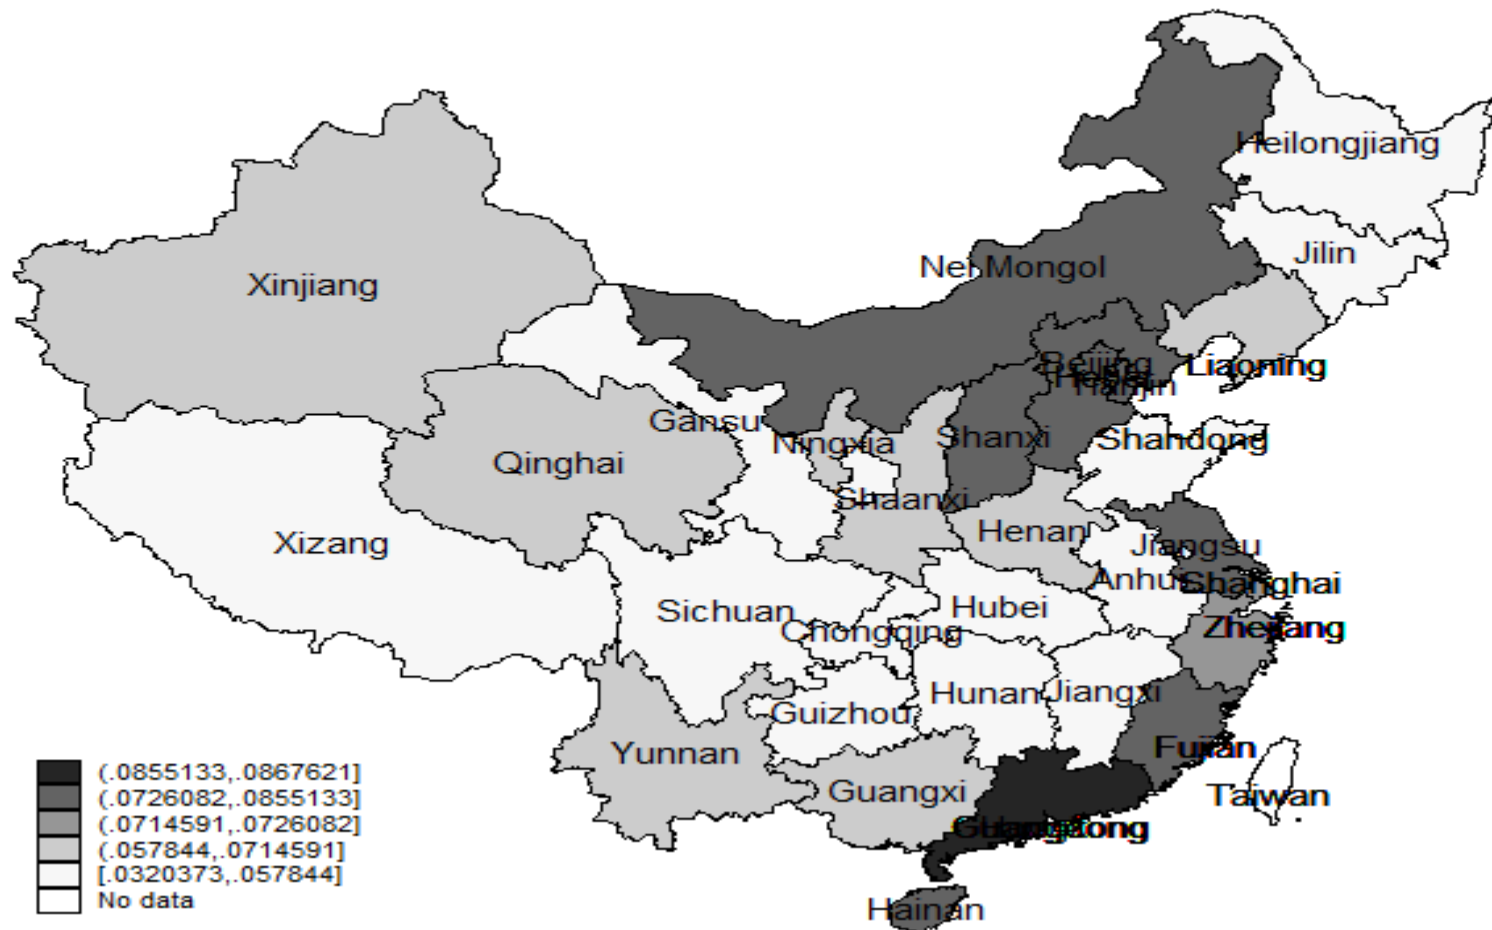 Heilongjiang
Jilin
Nei Mongol
Xinjiang
Beijing
Liaoning
Tianjin
Gansu
Ningxia
Shanxi
Shandong
Qinghai
Shaanxi
Henan
Jiangsu
Xizang
Anhui
Shanghai
Sichuan
Hubei
Chongqing
Zhejiang
Hunan
Jiangxi
Guizhou
Yunnan
Fujian
Guangxi
Taiwan
Guangdong
Hainan
(.0855133,.0867621]
(.0726082,.0855133]
(.0714591,.0726082]
(.057844,.0714591]
[.0320373,.057844]
No data